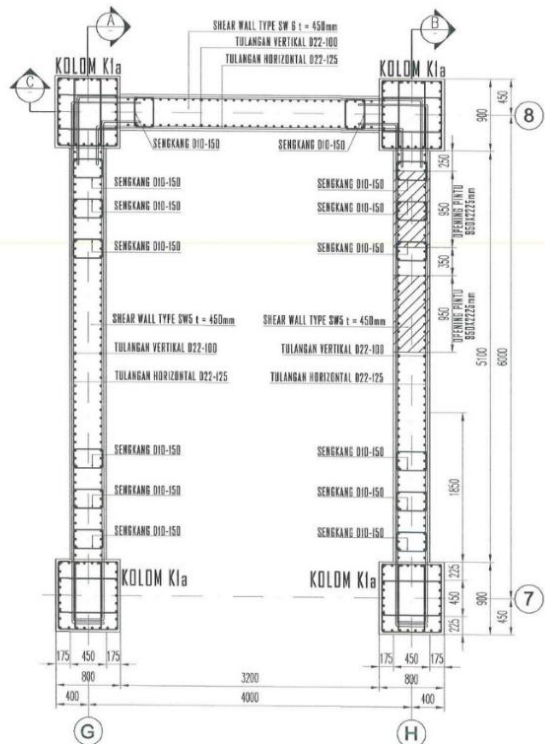 A
B
C
SHEAR WALL TYPE SW 6 t = 450mm
TULANGAN VERTIKAL D22-100
TULANGAN HORIZONTAL D22-125
KOLOM K1a
KOLOM K1a
450
900
8
SENGKANG D10-150
SENGKANG D10-150
250
SENGKANG D10-150
SENGKANG D10-150
SENGKANG D10-150
SENGKANG D10-150
950
OPENING PINTU
850X2225mm
SENGKANG D10-150
SENGKANG D10-150
350
950
OPENING PINTU
850X2225mm
SHEAR WALL TYPE SW5 t = 450mm
SHEAR WALL TYPE SW5 t = 450mm
TULANGAN VERTIKAL D22-100
TULANGAN VERTIKAL D22-100
TULANGAN HORIZONTAL D22-125
TULANGAN HORIZONTAL D22-125
5100
6000
SENGKANG D10-150
SENGKANG D10-150
1850
SENGKANG D10-150
SENGKANG D10-150
SENGKANG D10-150
SENGKANG D10-150
KOLOM K1a
KOLOM K1a
225
450
900
7
225
450
175 450 175
175 450 175
800
3200
800
400
4000
400
G
H